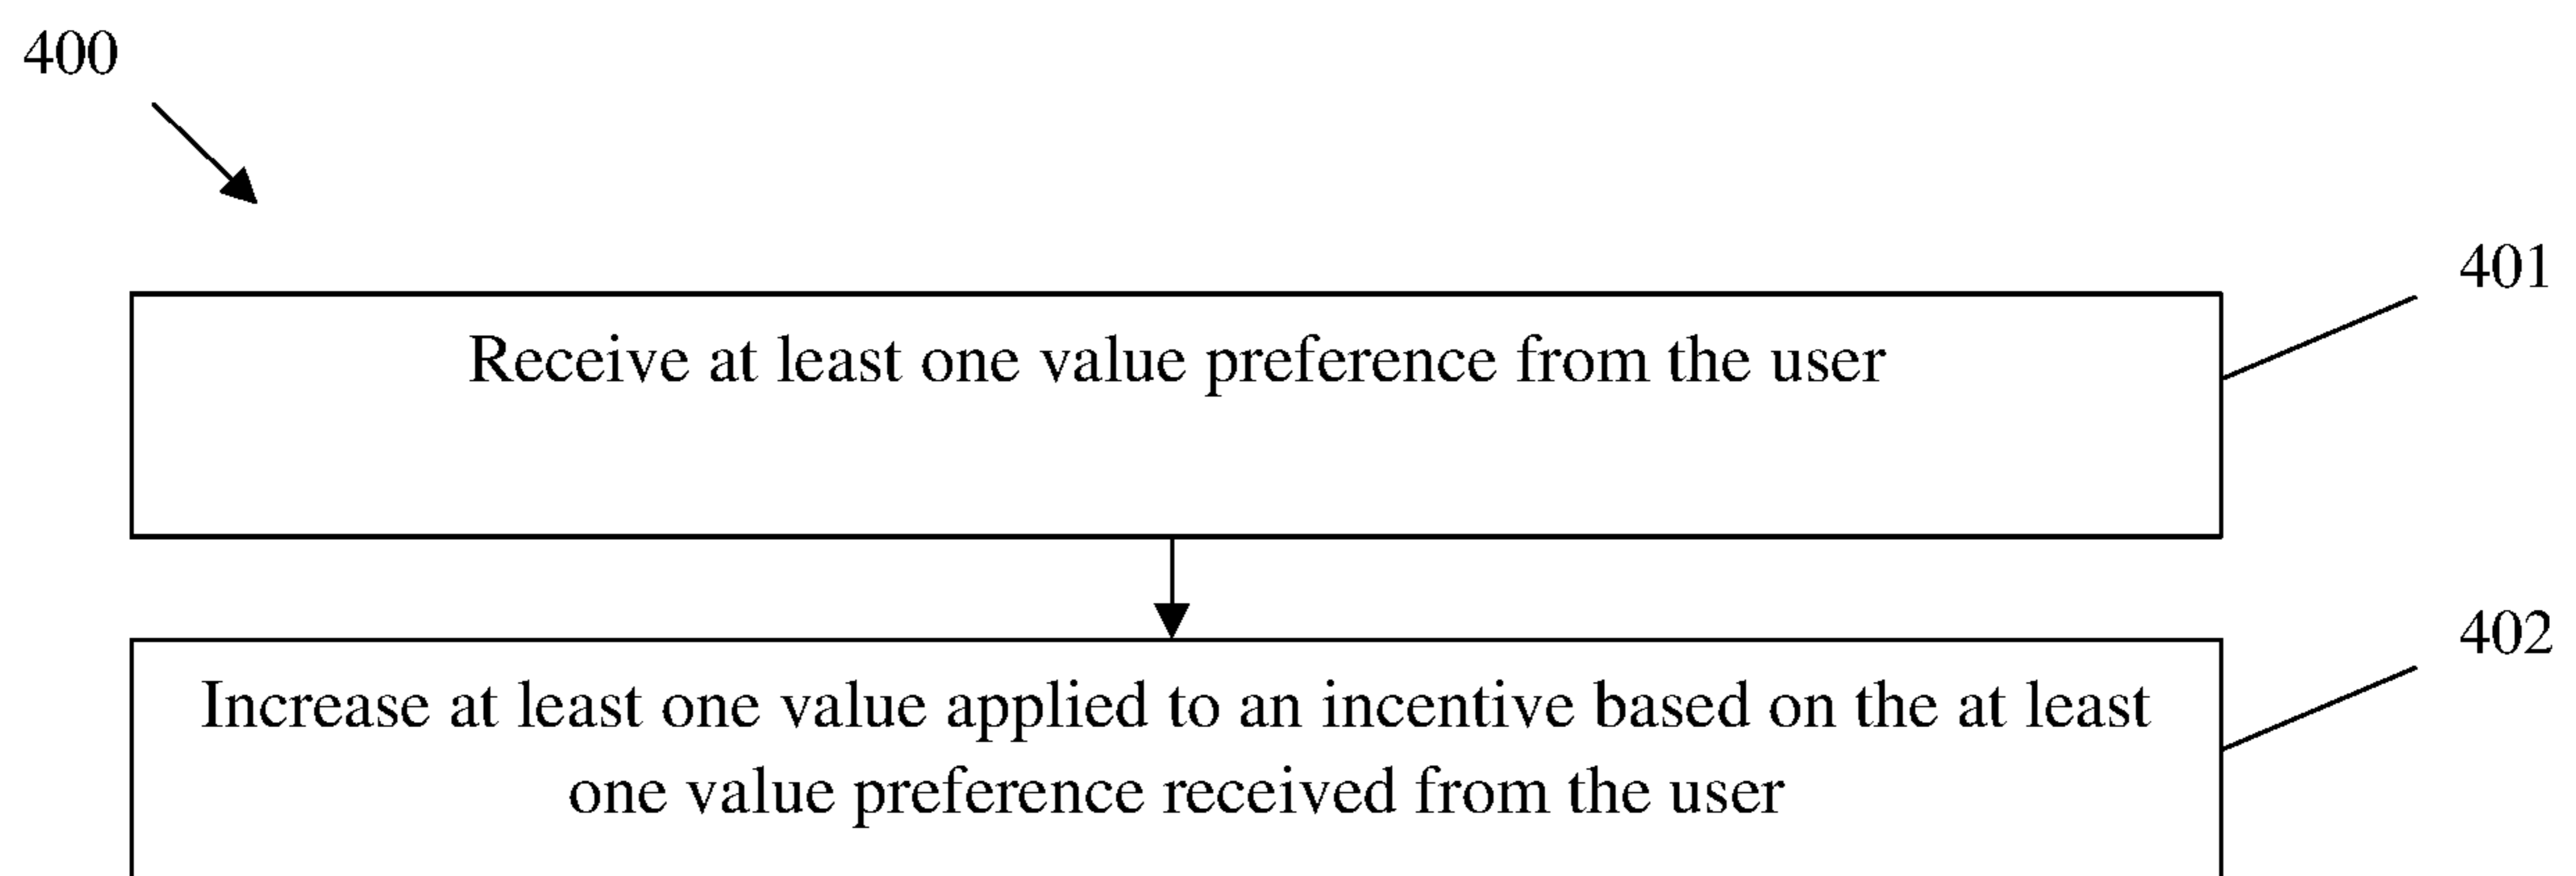 400
401
Receive at least one value preference from the user
402
Increase at least one value applied to an incentive based on the at least
one value preference received from the user